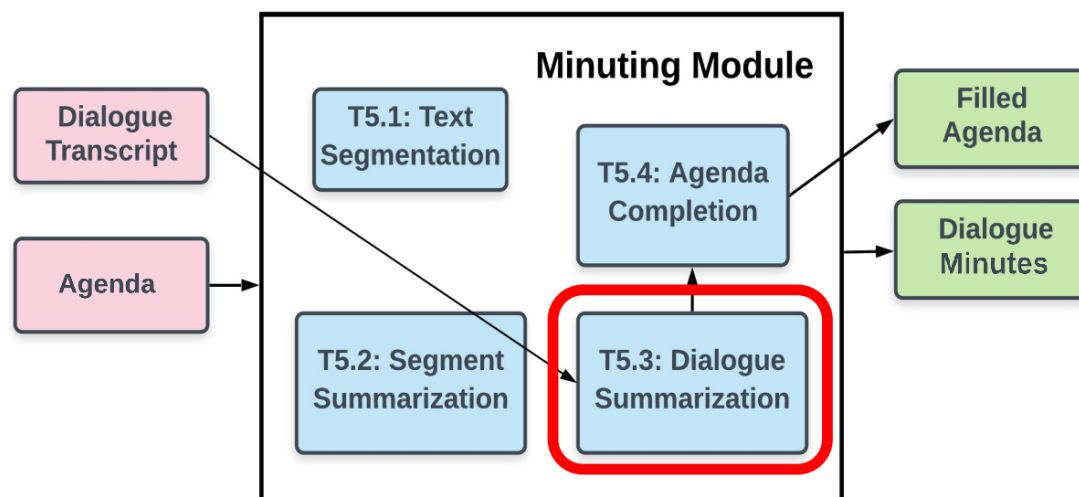 Minuting Module
Dialogue
Transcript
Agenda
T5.1: Text
Segmentation
T5.2: Segment
Summarization
T5.4: Agenda
Completion
T5.3: Dialogue
Summarization
Filled
Agenda
Dialogue
Minutes